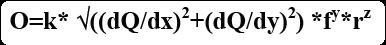 O=k* √((dQ/dx)²+(dQ/dy)²) *fʸ*rᶻ